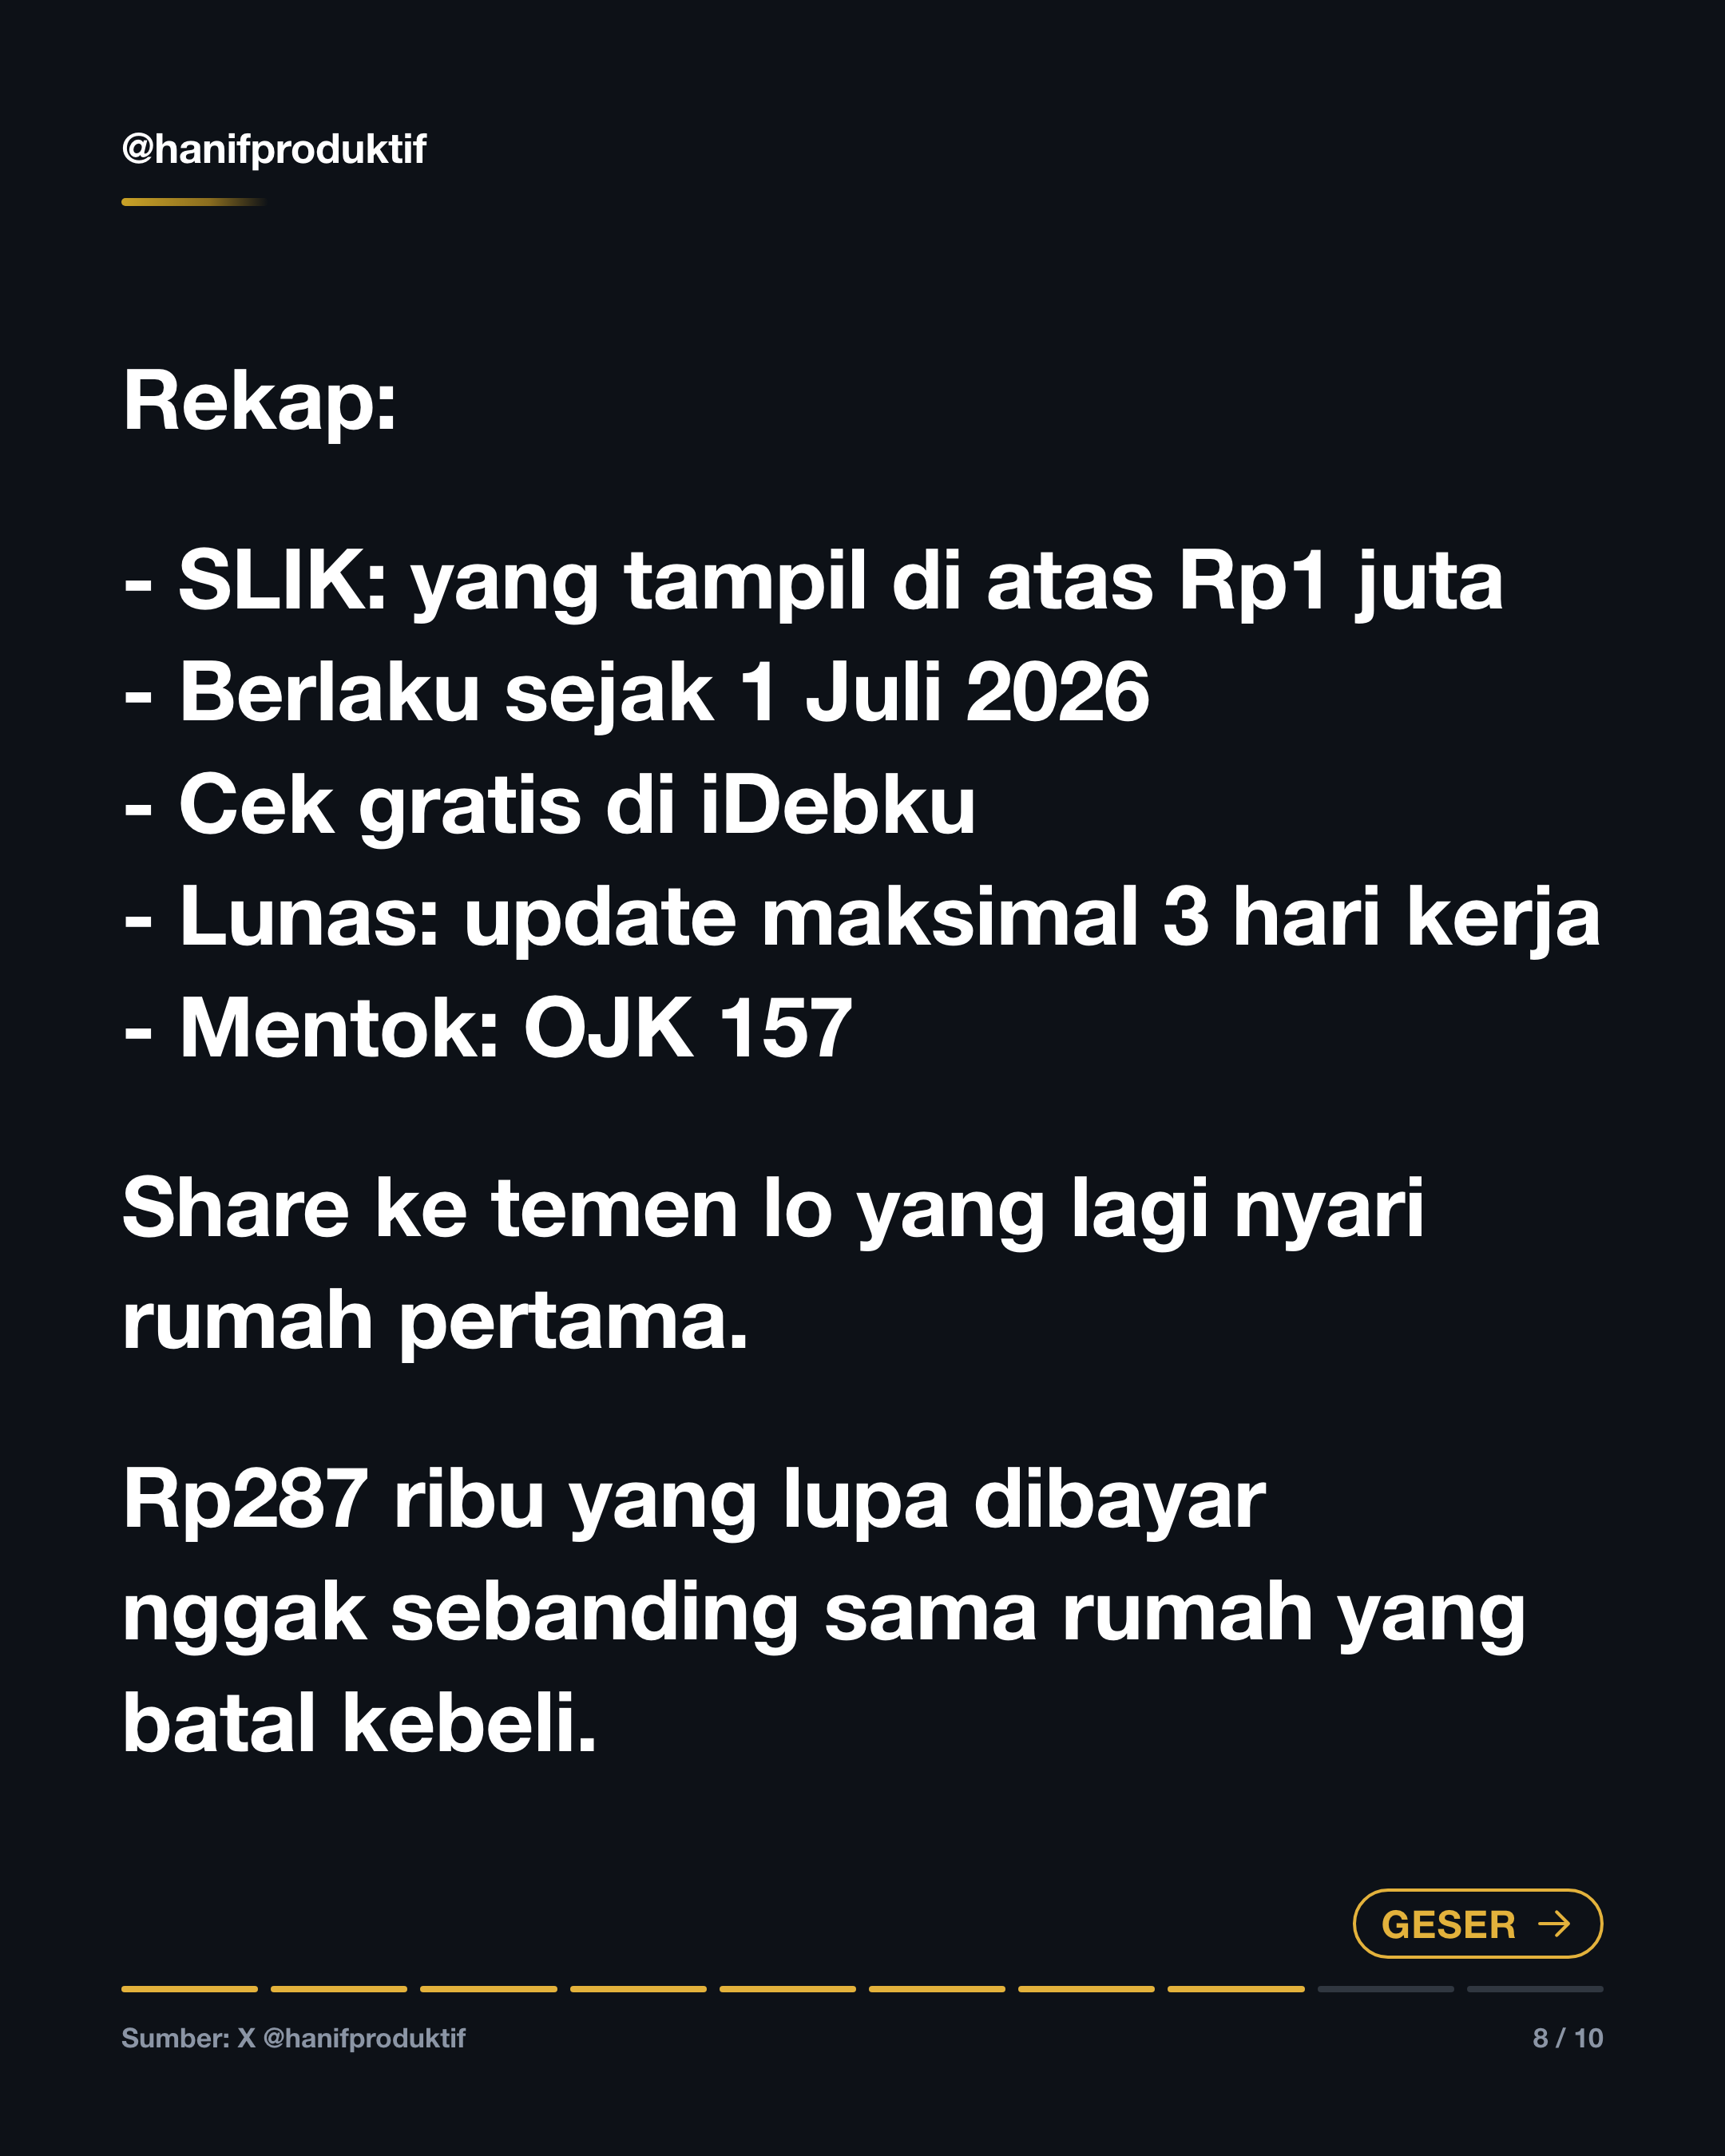 @hanifproduktif
Rekap:
- SLIK: yang tampil di atas Rp1 juta
- Berlaku sejak 1 Juli 2026
- Cek gratis di iDebku
- Lunas: update maksimal 3 hari kerja
- Mentok: OJK 157
Share ke temen lo yang lagi nyari
rumah pertama.
Rp287 ribu yang lupa dibayar
nggak sebanding sama rumah yang
batal kebeli.
GESER →
Sumber: X @hanifproduktif
8 / 10